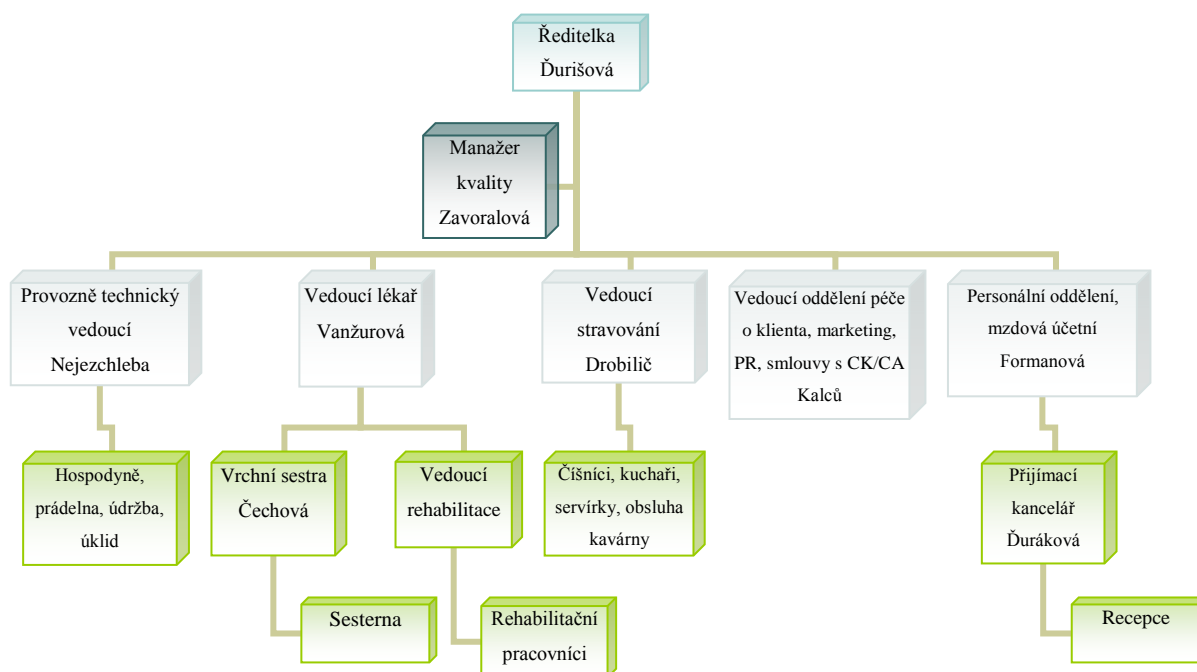 Ředitelka
Ďurišová
Manažer
kvality
Zavoralová
Provozně technický
vedoucí
Nejezchleba
Vedoucí lékař
Vanžurová
Vedoucí
stravování
Drobilič
Vedoucí oddělení péče
o klienta, marketing,
PR, smlouvy s CK/CA
Kalců
Personální oddělení,
mzdová účetní
Formanová
Hospodyně,
prádelna, údržba,
úklid
Vrchní sestra
Čechová
Vedoucí
rehabilitace
Číšníci, kuchaři,
servírky, obsluha
kavárny
Přijímací
kancelář
Ďuráková
Sesterna
Rehabilitační
pracovníci
Recepce